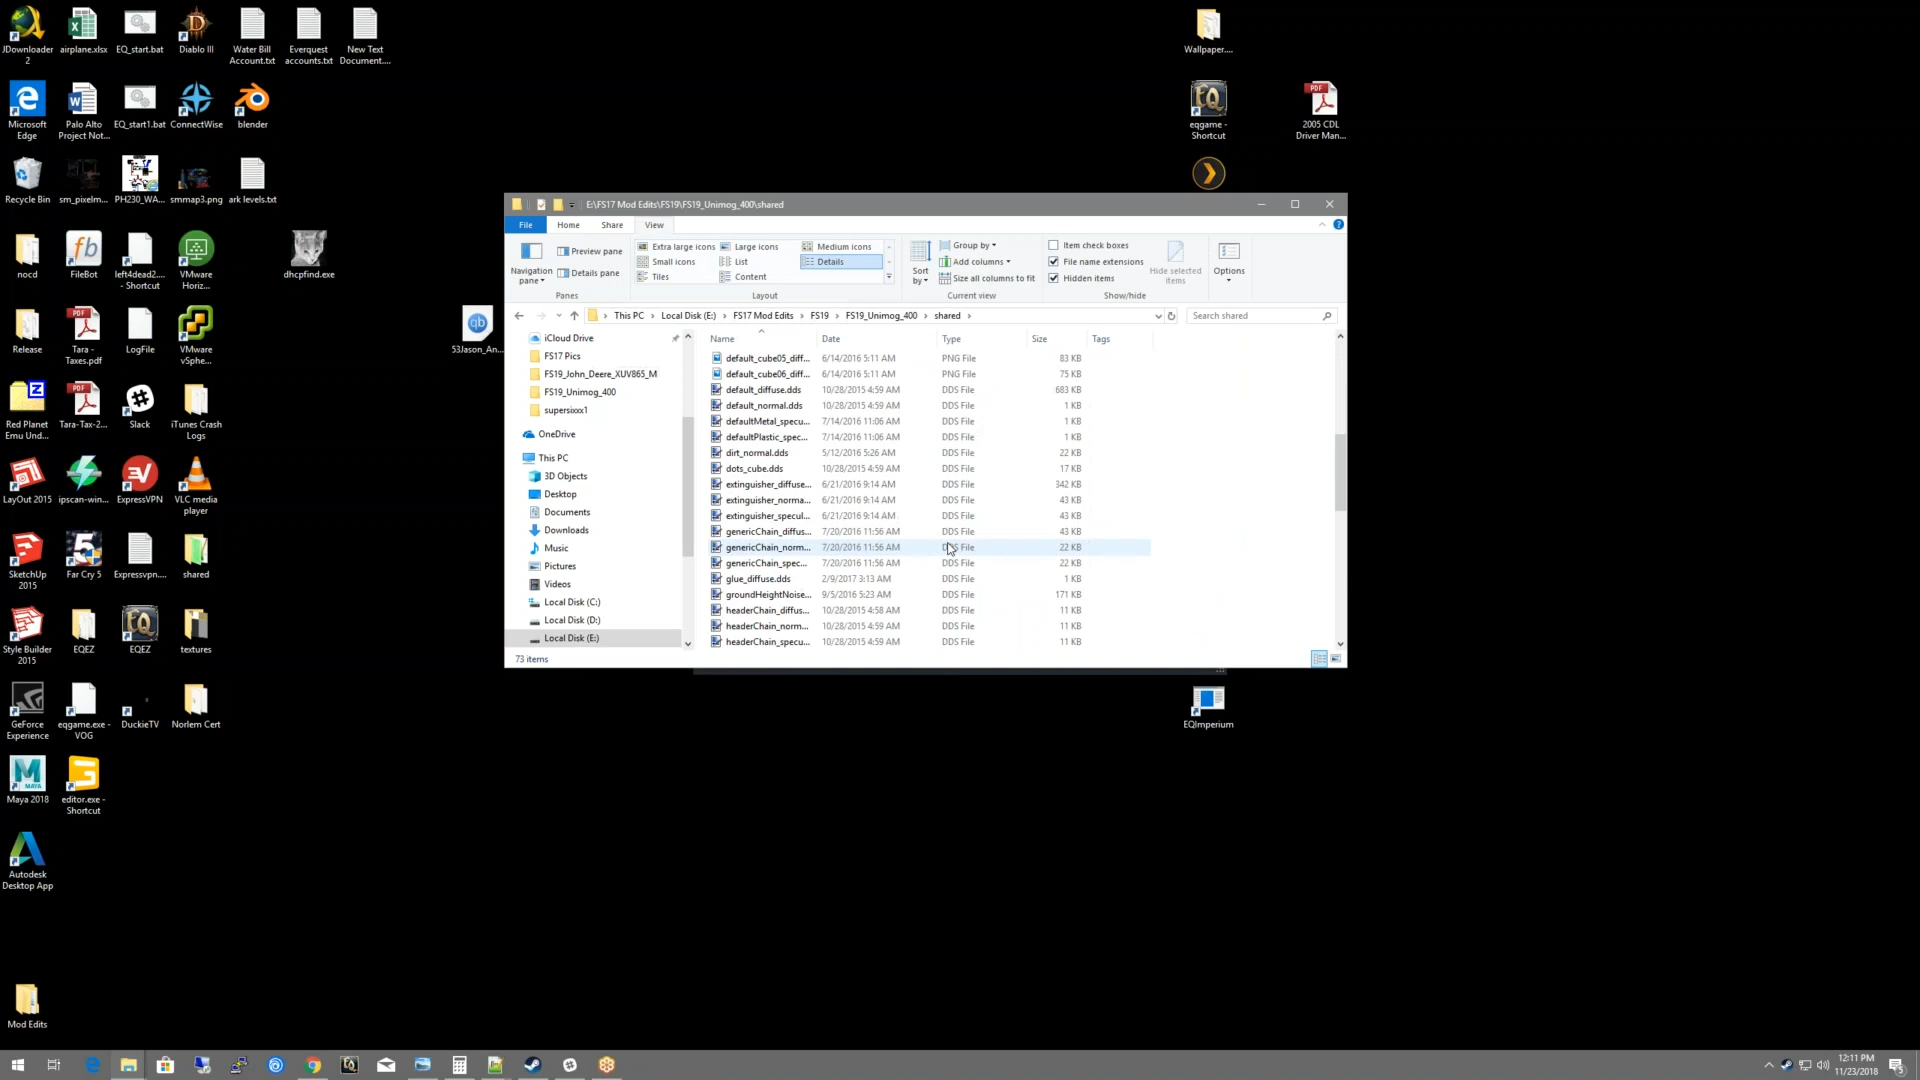 JDownloader
2
airplane.xlsx
EQ_start.bat
Diablo III
Water Bill
Account.txt
Everquest
accounts.txt
New Text
Document....
Wallpaper....
Microsoft
Edge
Palo Alto
Project Not...
EQ_start1.bat
ConnectWise
blender
eqgame -
Shortcut
2005 CDL
Driver Man...
Recycle Bin
sm_pixelm...
PH230_WA...
smmap3.png
ark levels.txt
nocd
FileBot
left4dead2....
- Shortcut
VMware
Horiz...
dhcpfind.exe
Release
Tara -
Taxes.pdf
LogFile
VMware
vSphe...
53Jason_An...
Red Planet
Emu Und...
Tara-Tax-2...
Slack
iTunes Crash
Logs
LayOut 2015
ipscan-win...
ExpressVPN
VLC media
player
SketchUp
2015
Far Cry 5
Expressvpn....
shared
Style Builder
2015
EQEZ
EQEZ
textures
GeForce
Experience
eqgame.exe -
VOG
DuckieTV
Norlem Cert
EQImperium
Maya 2018
editor.exe -
Shortcut
Autodesk
Desktop App
Mod Edits
E:\FS17 Mod Edits\FS19\FS19_Unimog_400\shared
File Home Share View
Navigation
pane
Preview pane
Details pane
Panes
Extra large icons Large icons Medium icons
Small icons List Details
Tiles Content
Layout
Sort
by
Group by
Add columns
Size all columns to fit
Current view
Item check boxes
File name extensions
Hidden items
Hide selected
items
Show/hide
Options
This PC Local Disk (E:) FS17 Mod Edits FS19 FS19_Unimog_400 shared
Search shared
iCloud Drive
FS17 Pics
FS19_John_Deere_XUV865_M
FS19_Unimog_400
supersixxx1
OneDrive
This PC
3D Objects
Desktop
Documents
Downloads
Music
Pictures
Videos
Local Disk (C:)
Local Disk (D:)
Local Disk (E:)
Name Date Type Size Tags
default_cube05_diff... 6/14/2016 5:11 AM PNG File 83 KB
default_cube06_diff... 6/14/2016 5:11 AM PNG File 75 KB
default_diffuse.dds 10/28/2015 4:59 AM DDS File 683 KB
default_normal.dds 10/28/2015 4:59 AM DDS File 1 KB
defaultMetal_specu... 7/14/2016 11:06 AM DDS File 1 KB
defaultPlastic_spec... 7/14/2016 11:06 AM DDS File 1 KB
dirt_normal.dds 5/12/2016 5:26 AM DDS File 22 KB
dots_cube.dds 10/28/2015 4:59 AM DDS File 17 KB
extinguisher_diffuse... 6/21/2016 9:14 AM DDS File 342 KB
extinguisher_norma... 6/21/2016 9:14 AM DDS File 43 KB
extinguisher_specul... 6/21/2016 9:14 AM DDS File 43 KB
genericChain_diffus... 7/20/2016 11:56 AM DDS File 43 KB
genericChain_norm... 7/20/2016 11:56 AM DDS File 22 KB
genericChain_spec... 7/20/2016 11:56 AM DDS File 22 KB
glue_diffuse.dds 2/9/2017 3:13 AM DDS File 1 KB
groundHeightNoise... 9/5/2016 5:23 AM DDS File 171 KB
headerChain_diffus... 10/28/2015 4:58 AM DDS File 11 KB
headerChain_norm... 10/28/2015 4:59 AM DDS File 11 KB
headerChain_specu... 10/28/2015 4:59 AM DDS File 11 KB
73 items
12:11 PM
11/23/2018